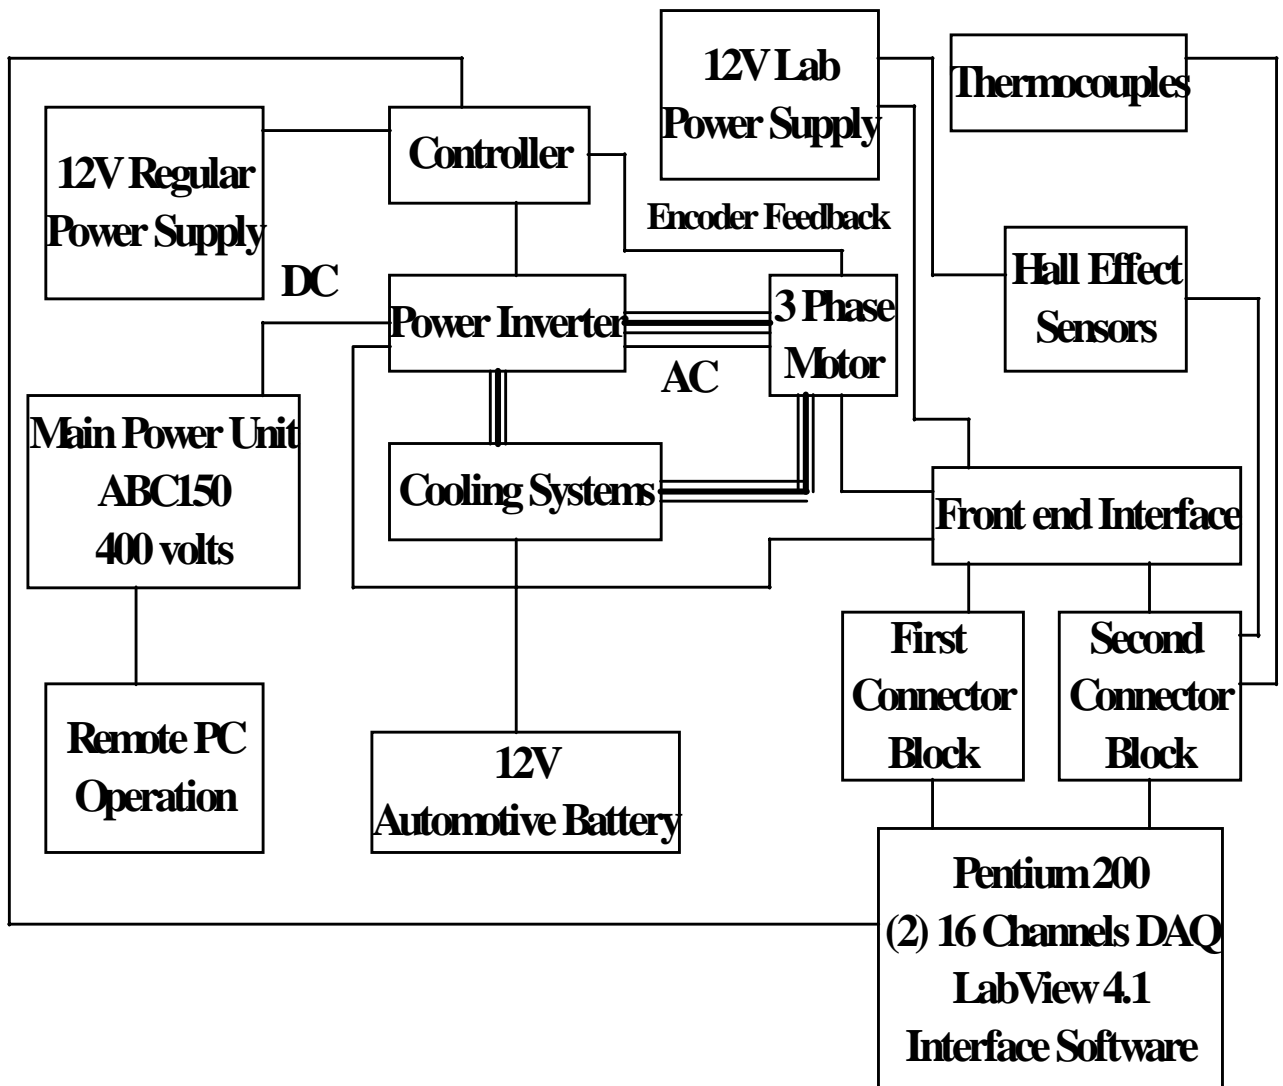 12V Lab
Power Supply
Thermocouples
Controller
12V Regular
Power Supply
Encoder Feedback
Hall Effect
Sensors
DC
Power Inverter
3 Phase
Motor
AC
Main Power Unit
ABC150
400 volts
Cooling Systems
Front end Interface
First
Connector
Block
Second
Connector
Block
Remote PC
Operation
12V
Automotive Battery
Pentium 200
(2) 16 Channels DAQ
LabView 4.1
Interface Software